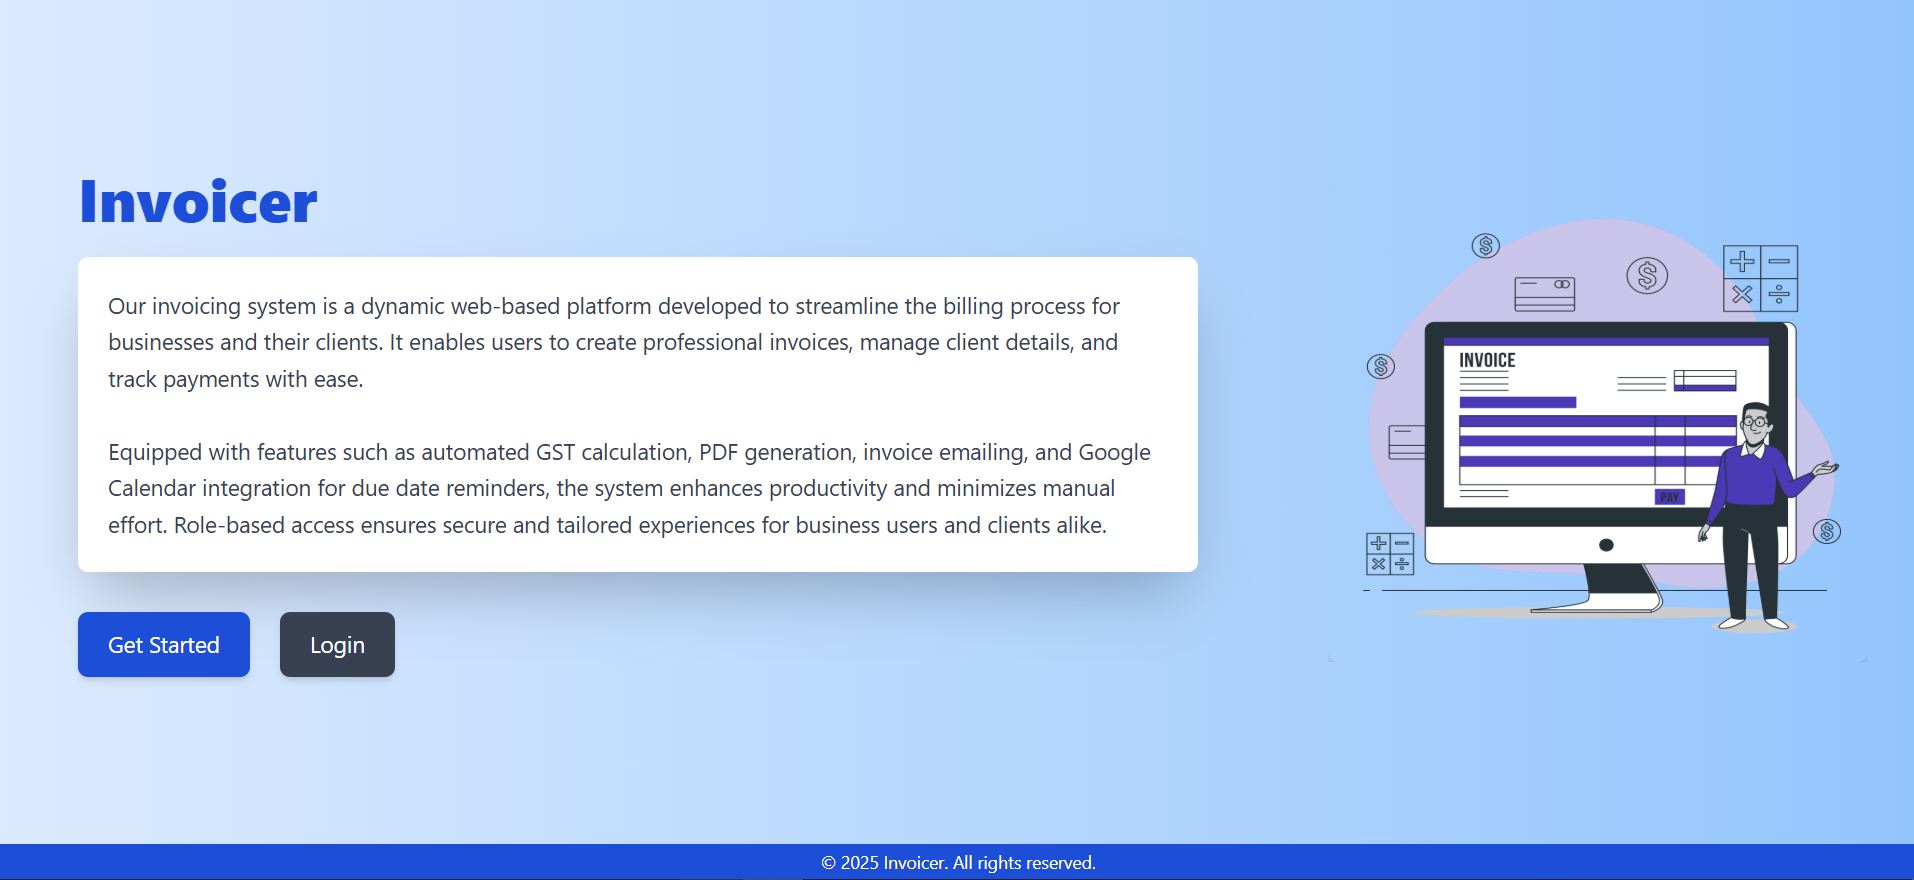 Invoicer
Our invoicing system is a dynamic web-based platform developed to streamline the billing process for
businesses and their clients. It enables users to create professional invoices, manage client details, and
track payments with ease.
Equipped with features such as automated GST calculation, PDF generation, invoice emailing, and Google
Calendar integration for due date reminders, the system enhances productivity and minimizes manual
effort. Role-based access ensures secure and tailored experiences for business users and clients alike.
Get Started
Login
INVOICE
PAY
© 2025 Invoicer. All rights reserved.